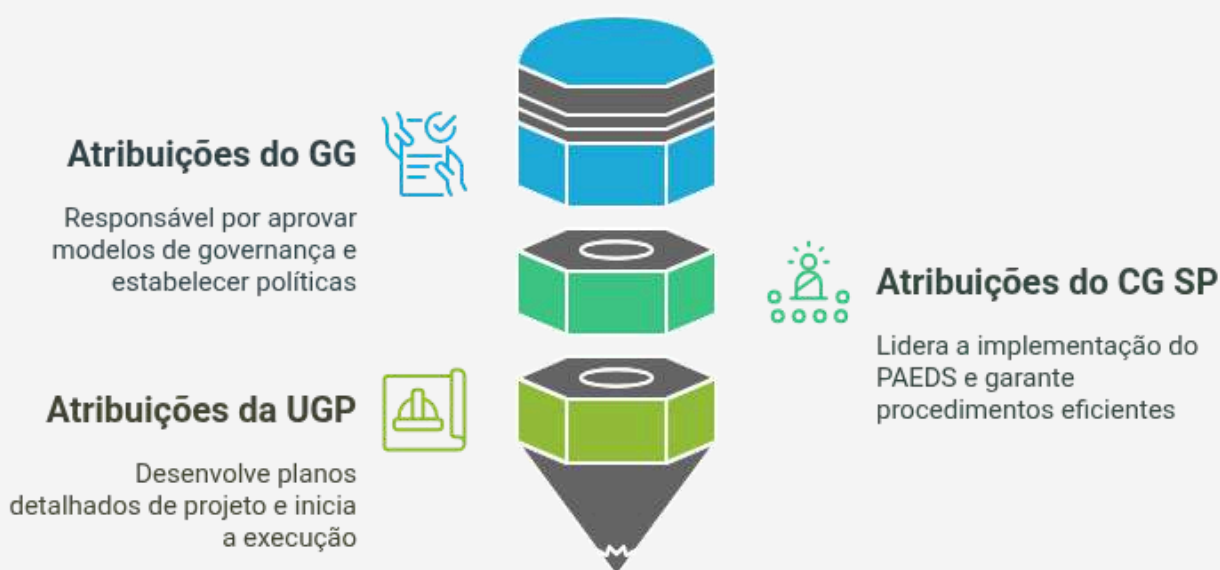 Atribuições do GG
Responsável por aprovar
modelos de governança e
estabelecer políticas
Atribuições do CG SP
Lidera a implementação do
PAEDS e garante
procedimentos eficientes
Atribuições da UGP
Desenvolve planos
detalhados de projeto e inicia
a execução